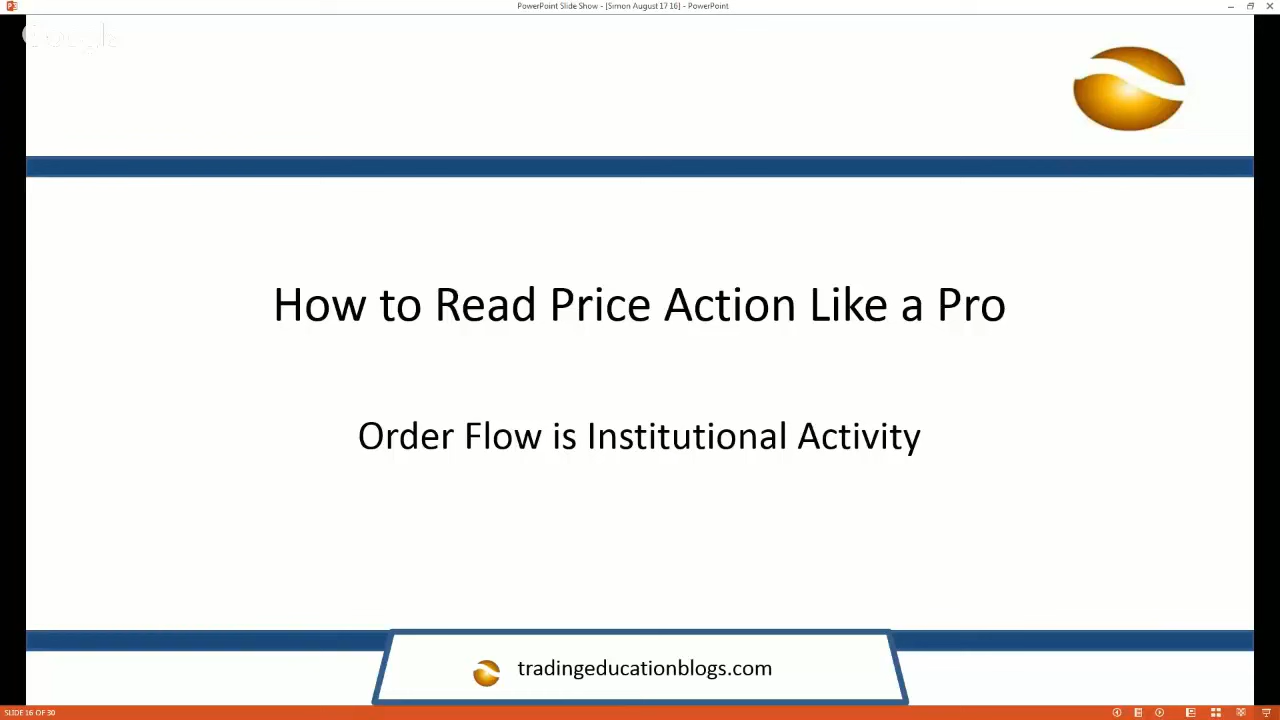 PowerPoint Slide Show - [Simon August 17 16] - PowerPoint
Google
How to Read Price Action Like a Pro
Order Flow is Institutional Activity
tradingeducationblogs.com
SLIDE 16 OF 30